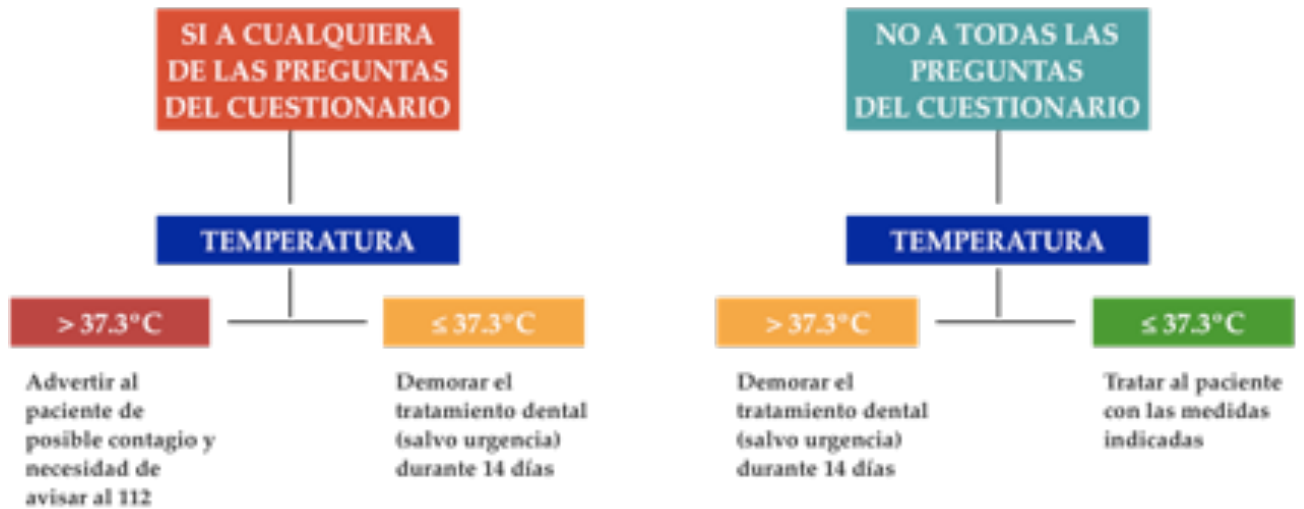 SI A CUALQUIERA
DE LAS PREGUNTAS
DEL CUESTIONARIO
TEMPERATURA
> 37.3°C
Advertir al
paciente de
posible contagio y
necesidad de
avisar al 112
≤ 37.3°C
Demorar el
tratamiento dental
(salvo urgencia)
durante 14 días
NO A TODAS LAS
PREGUNTAS
DEL CUESTIONARIO
TEMPERATURA
> 37.3°C
Demorar el
tratamiento dental
(salvo urgencia)
durante 14 días
≤ 37.3°C
Tratar al paciente
con las medidas
indicadas